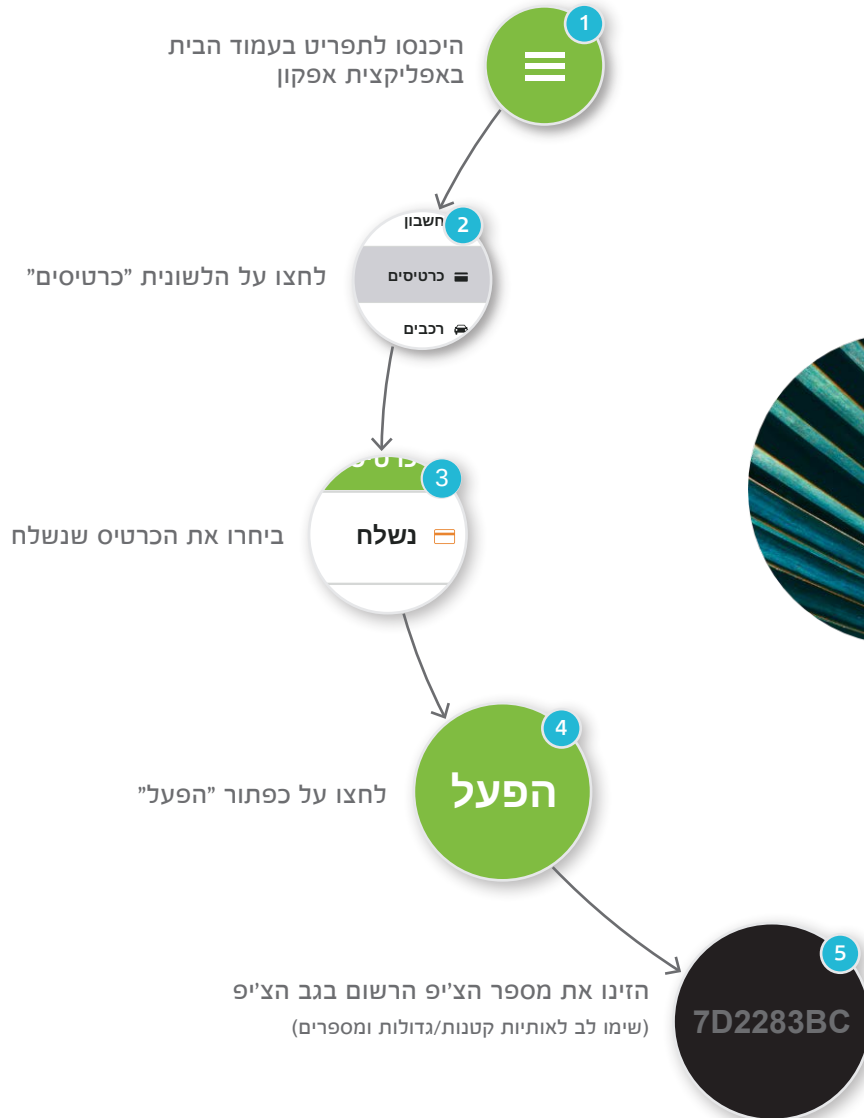 1
היכנסו לתפריט בעמוד הבית
באפליקצית אפקון
2
חשבון
כרטיסים
רכבים
לחצו על הלשונית "כרטיסים"
3
נשלח
ביחרו את הכרטיס שנשלח
4
הפעל
לחצו על כפתור "הפעל"
5
7D2283BC
הזינו את מספר הצ'יפ הרשום בגב הצ'יפ
(שימו לב לאותיות קטנות/גדולות ומספרים)